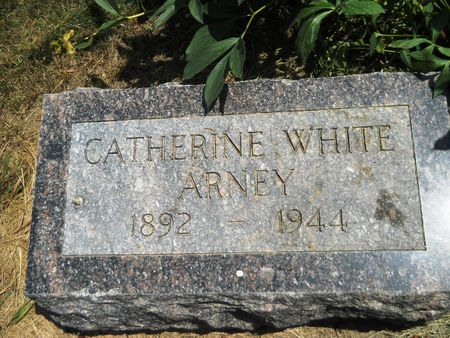 CATHERINE WHITE
ARNEY
1892 - 1944